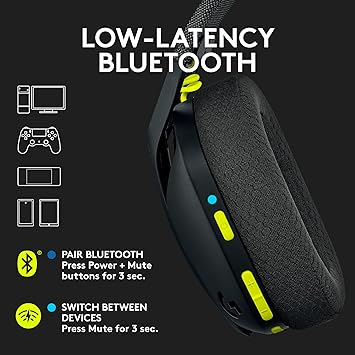 LOW-LATENCY
BLUETOOTH
PAIR BLUETOOTH
Press Power + Mute
buttons for 3 sec.
SWITCH BETWEEN
DEVICES
Press Mute for 3 sec.